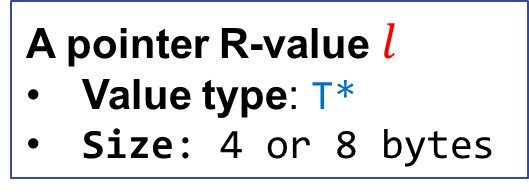 A pointer R-value l
• Value type: T*
• Size: 4 or 8 bytes